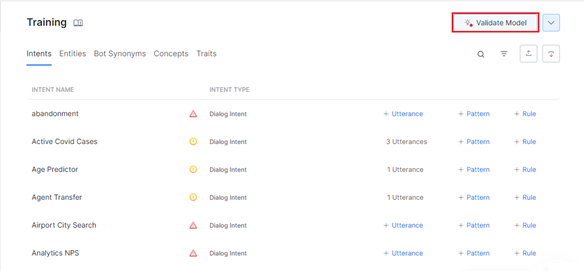 Training
Validate Model
Intents Entities Bot Synonyms Concepts Traits
INTENT NAME INTENT TYPE
abandonment Dialog Intent + Utterance + Pattern + Rule
Active Covid Cases Dialog Intent 3 Utterances + Pattern + Rule
Age Predictor Dialog Intent 1 Utterance + Pattern + Rule
Agent Transfer Dialog Intent 1 Utterance + Pattern + Rule
Airport City Search Dialog Intent + Utterance + Pattern + Rule
Analytics NPS Dialog Intent + Utterance + Pattern + Rule